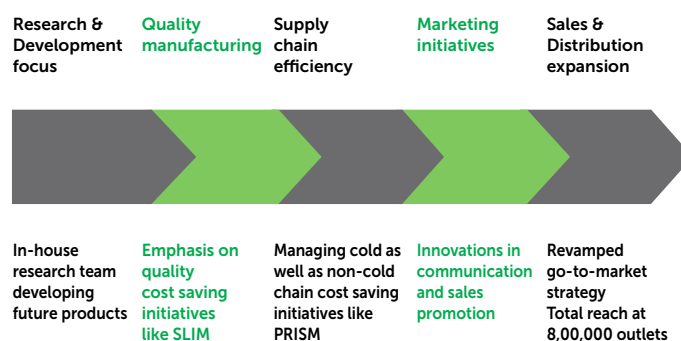 Research &
Development
focus
Quality
manufacturing
Supply
chain
efficiency
Marketing
initiatives
Sales &
Distribution
expansion
In-house
research team
developing
future products
Emphasis on
quality
cost saving
initiatives
like SLIM
Managing cold as
well as non-cold
chain cost saving
initiatives like
PRISM
Innovations in
communication
and sales
promotion
Revamped
go-to-market
strategy
Total reach at
8,00,000 outlets